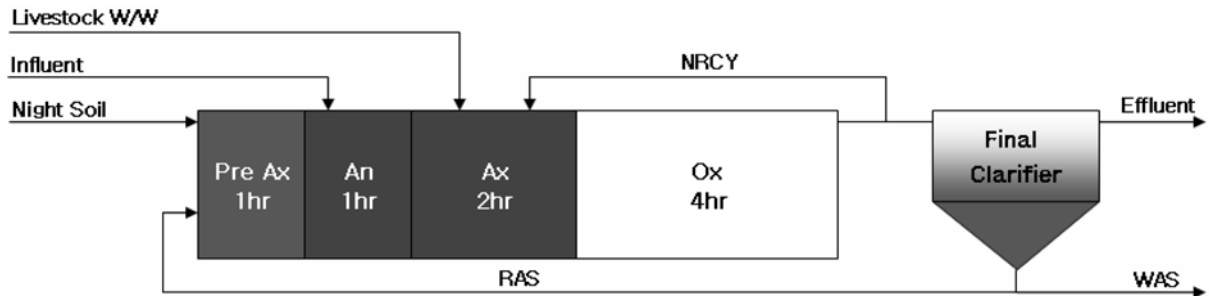 Livestock W/W
Influent
NRCY
Night Soil
Effluent
Pre Ax
1hr
An
1hr
Ax
2hr
Ox
4hr
Final
Clarifier
RAS
WAS